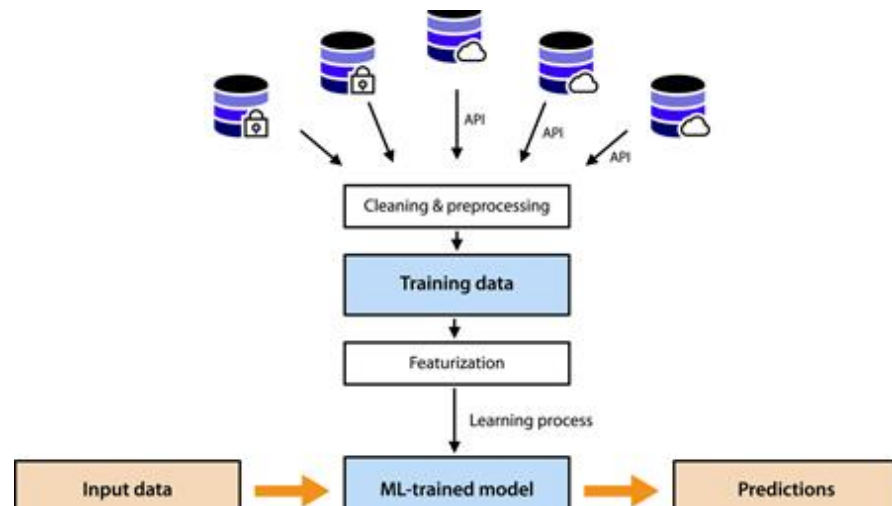 API
API
API
Cleaning & preprocessing
Training data
Featurization
Learning process
Input data
ML-trained model
Predictions